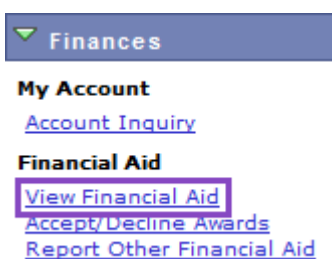 Finances
My Account
Account Inquiry
Financial Aid
View Financial Aid
Accept/Decline Awards
Report Other Financial Aid